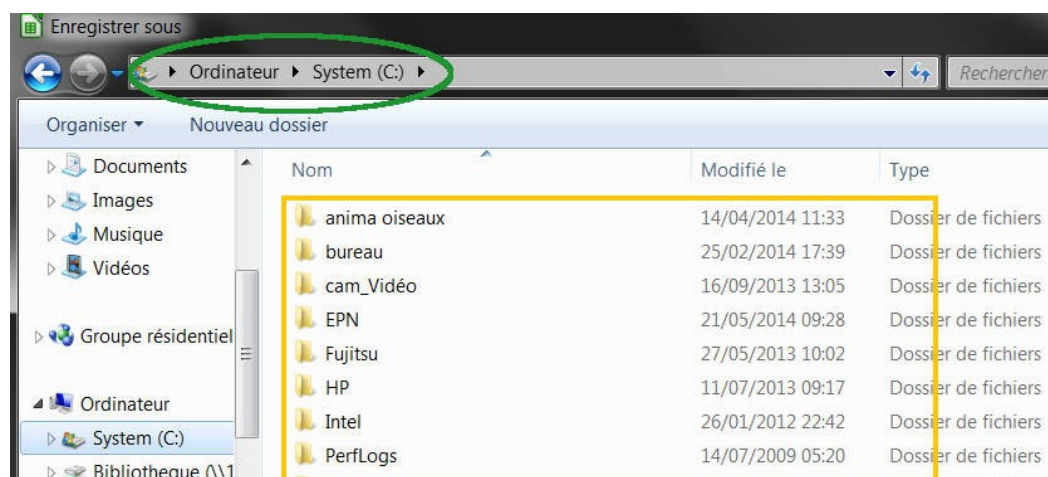 Enregistrer sous
Ordinateur System (C:)
Rechercher
Organiser Nouveau dossier
Documents
Images
Musique
Vidéos
Groupe résidentiel
Ordinateur
System (C:)
Bibliotheque (\\1
Nom Modifié le Type
anima oiseaux 14/04/2014 11:33 Dossier de fichiers
bureau 25/02/2014 17:39 Dossier de fichiers
cam_Vidéo 16/09/2013 13:05 Dossier de fichiers
EPN 21/05/2014 09:28 Dossier de fichiers
Fujitsu 27/05/2013 10:02 Dossier de fichiers
HP 11/07/2013 09:17 Dossier de fichiers
Intel 26/01/2012 22:42 Dossier de fichiers
PerfLogs 14/07/2009 05:20 Dossier de fichiers